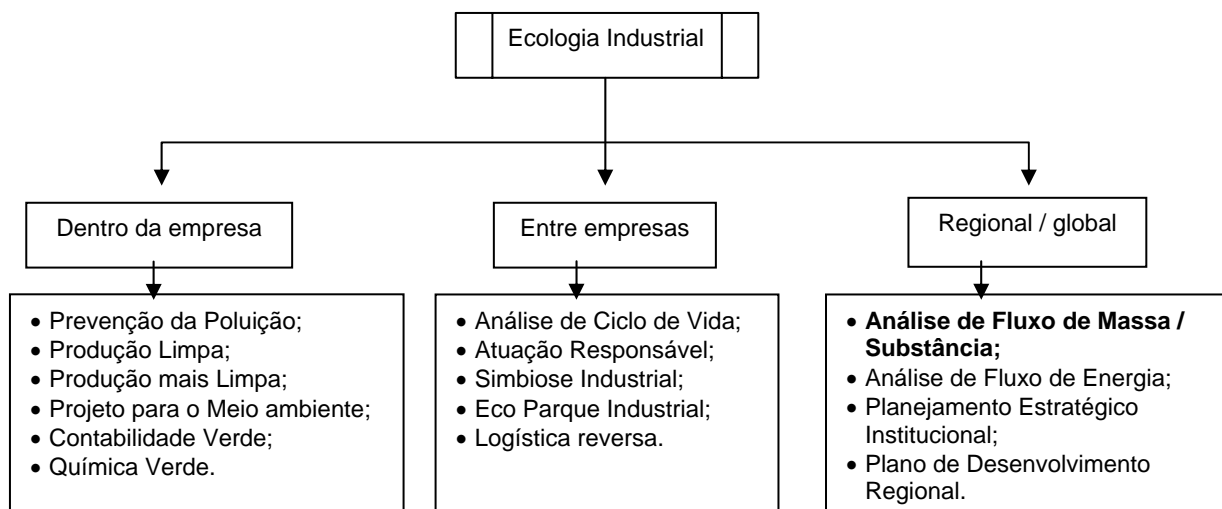 Ecologia Industrial
Dentro da empresa
Entre empresas
Regional / global
• Prevenção da Poluição;
• Produção Limpa;
• Produção mais Limpa;
• Projeto para o Meio ambiente;
• Contabilidade Verde;
• Química Verde.
• Análise de Ciclo de Vida;
• Atuação Responsável;
• Simbiose Industrial;
• Eco Parque Industrial;
• Logística reversa.
• Análise de Fluxo de Massa /
Substância;
• Análise de Fluxo de Energia;
• Planejamento Estratégico
Institucional;
• Plano de Desenvolvimento
Regional.